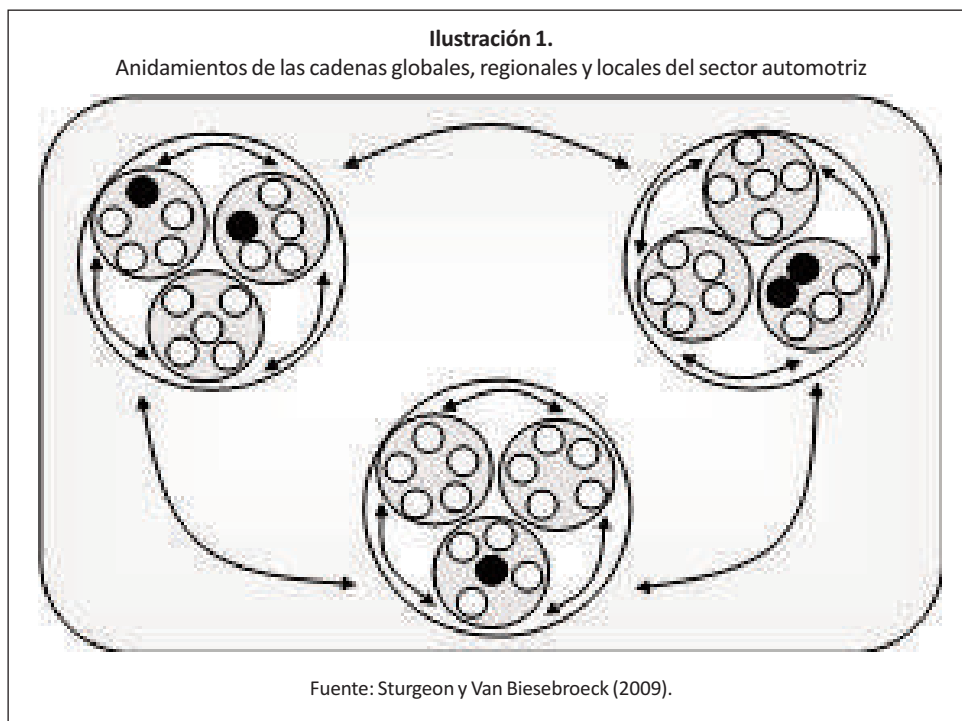 Ilustración 1.
Anidamientos de las cadenas globales, regionales y locales del sector automotriz
Fuente: Sturgeon y Van Biesebroeck (2009).